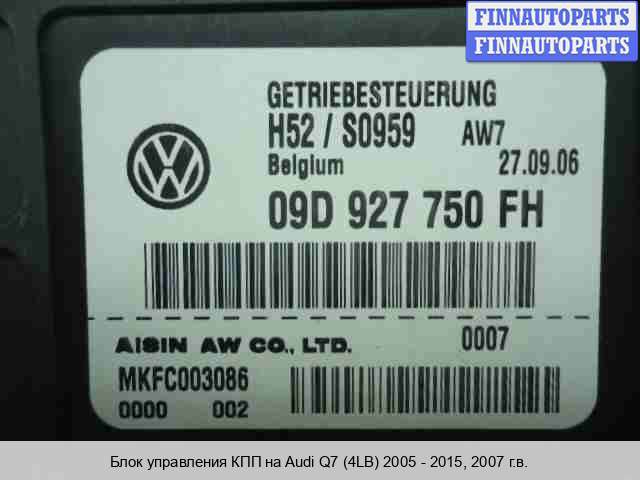 FINNAUTOPARTS
FINNAUTOPARTS
GETRIEBESTEUERUNG
H52 / S0959 AW7
Belgium 27.09.06
09D 927 750 FH
AISIN AW CO., LTD. 0007
MKFC003086
0000 002
Блок управления КПП на Audi Q7 (4LB) 2005 - 2015, 2007 г.в.